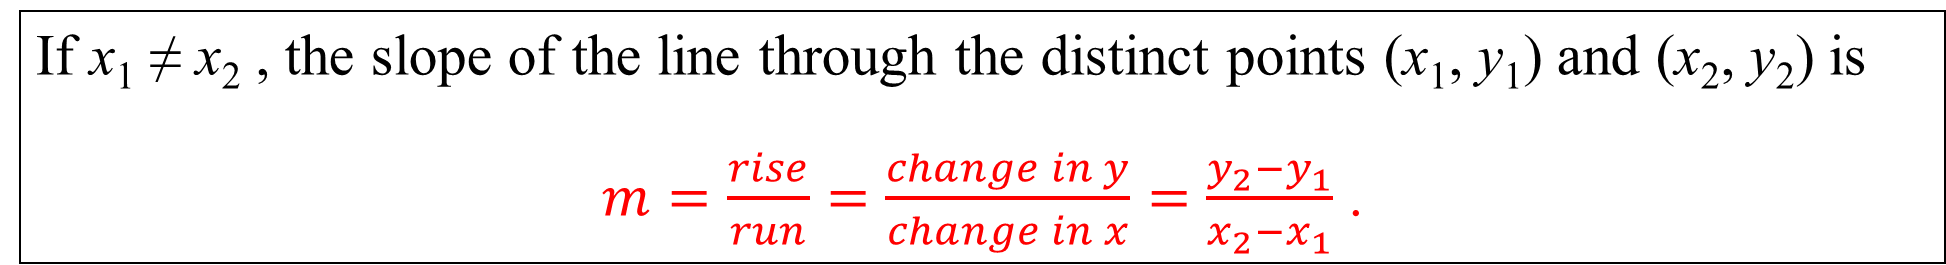 If x₁ ≠ x₂ , the slope of the line through the distinct points (x₁, y₁) and (x₂, y₂) is
m = rise/run = change in y/change in x = y₂−y₁/x₂−x₁ .